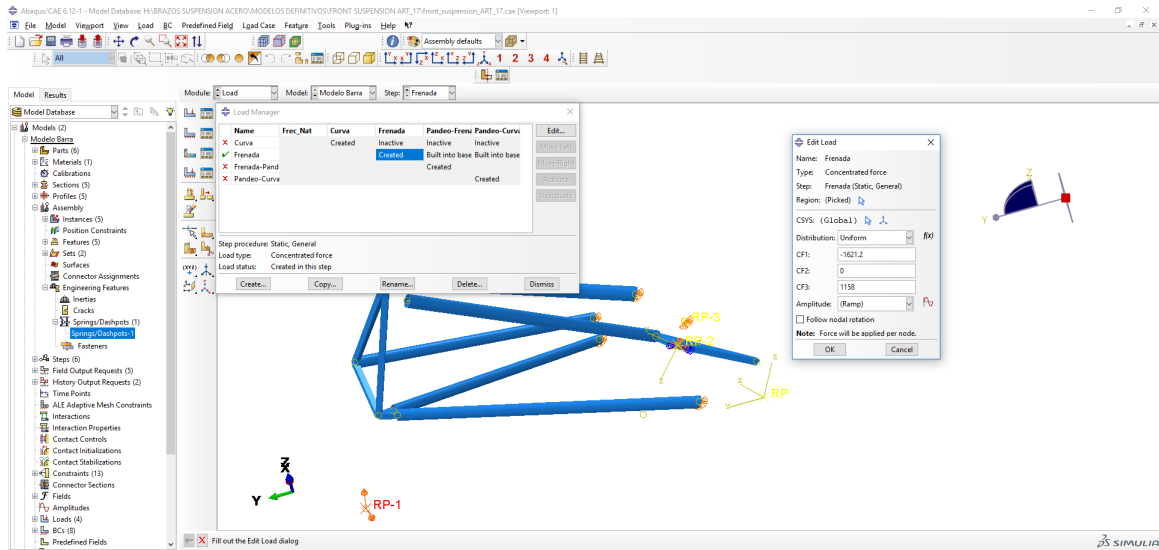 Abaqus/CAE 6.12-1 - Model Database: H:\BRAZOS SUSPENSION ACERO\MODELOS DEFINITIVOS\FRONT SUSPENSION ART_17\front_suspension_ART_17.cae [Viewport: 1]
File Model Viewport View Load BC Predefined Field Load Case Feature Tools Plug-ins Help
Assembly defaults
All
1 2 3 4
Model Results
Module: Load Model: Modelo Barra Step: Frenada
Model Database
Models (2)
Modelo Barra
Parts (6)
Materials (1)
Calibrations
Sections (5)
Profiles (5)
Assembly
Instances (5)
Position Constraints
Features (5)
Sets (2)
Surfaces
Connector Assignments
Engineering Features
Inertias
Cracks
Springs/Dashpots (1)
Springs/Dashpots-1
Fasteners
Steps (6)
Field Output Requests (5)
History Output Requests (2)
Time Points
ALE Adaptive Mesh Constraints
Interactions
Interaction Properties
Contact Controls
Contact Initializations
Contact Stabilizations
Constraints (13)
Connector Sections
Fields
Amplitudes
Loads (4)
BCs (8)
Predefined Fields
Load Manager
Name Frec_Nat Curva Frenada Pandeo-Frena Pandeo-Curva
Curva Created Inactive Inactive Inactive
Frenada Created Built into base Built into base
Frenada-Pand Created
Pandeo-Curva Created
Edit...
Move Left
Move Right
Activate
Deactivate
Step procedure: Static, General
Load type: Concentrated force
Load status: Created in this step
Create... Copy... Rename... Delete... Dismiss
Edit Load
Name: Frenada
Type: Concentrated force
Step: Frenada (Static, General)
Region: (Picked)
CSYS: (Global)
Distribution: Uniform f(x)
CF1: -1621.2
CF2: 0
CF3: 1158
Amplitude: (Ramp)
Follow nodal rotation
Note: Force will be applied per node.
OK Cancel
Z
Y
RP-3
RP-2
RP
Z
X
Y
RP-1
Fill out the Edit Load dialog
SIMULIA